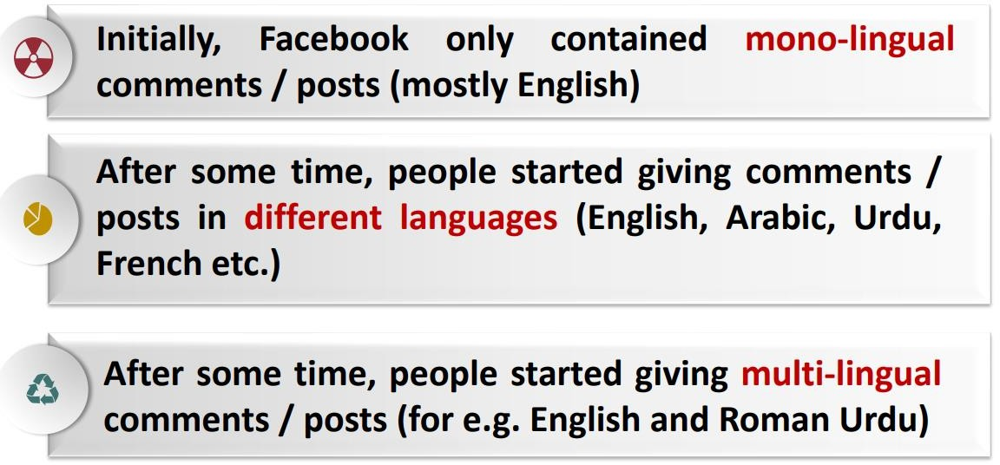 Initially, Facebook only contained mono-lingual
comments / posts (mostly English)
After some time, people started giving comments /
posts in different languages (English, Arabic, Urdu,
French etc.)
After some time, people started giving multi-lingual
comments / posts (for e.g. English and Roman Urdu)